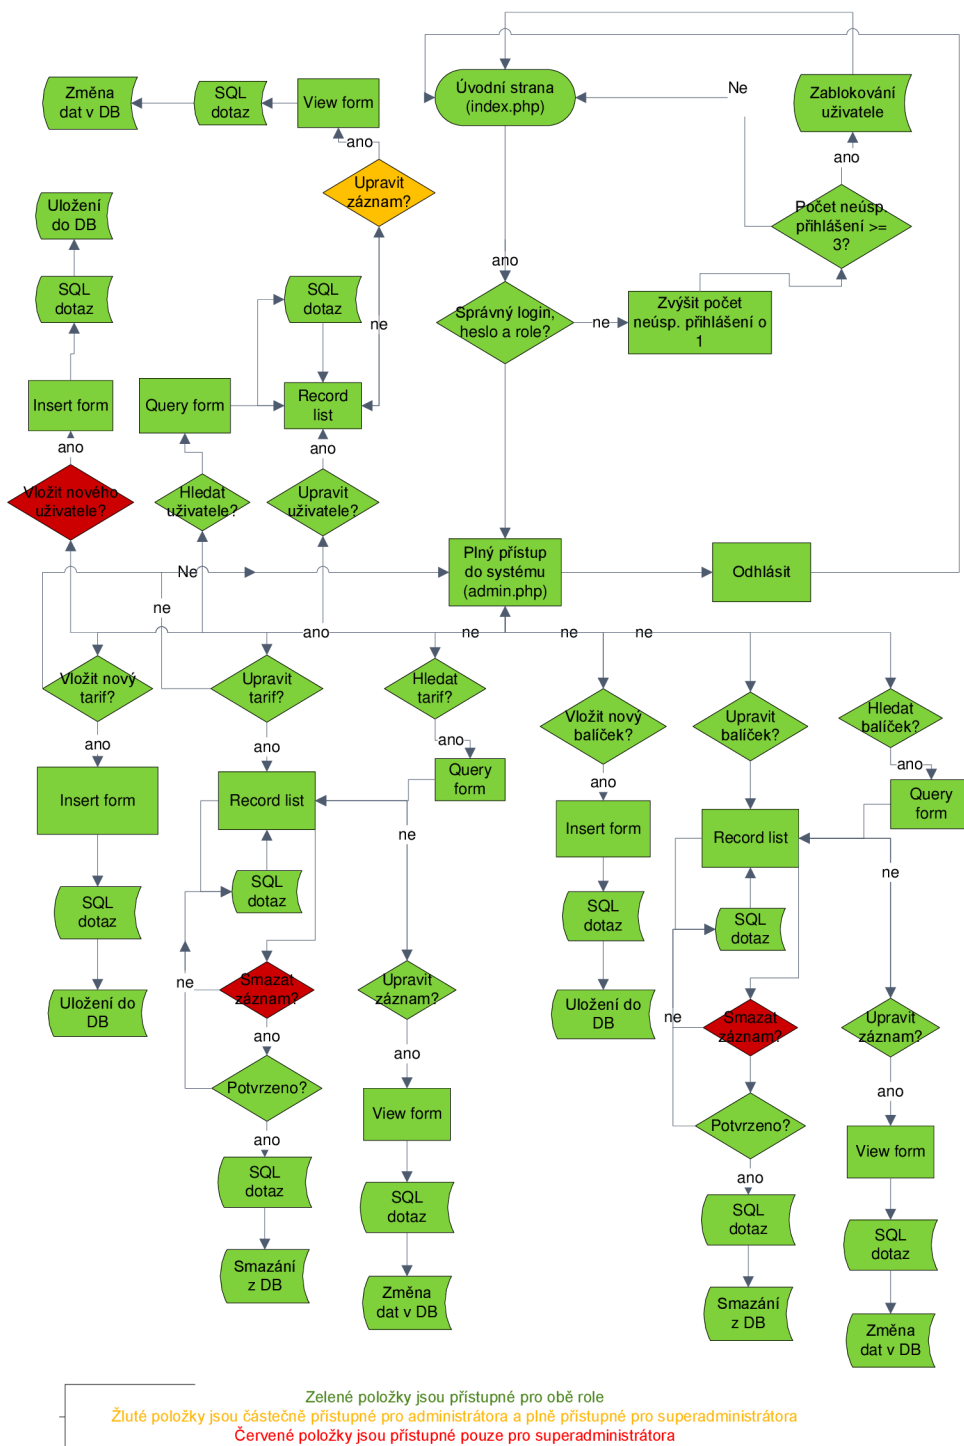 Úvodní strana
(index.php)
Ne
Zablokování
uživatele
Změna
dat v DB
SQL
dotaz
View form
ano
ano
Upravit
záznam?
Uložení
do DB
Počet neúsp.
přihlášení >=
3?
ano
SQL
dotaz
SQL
dotaz
ne
Správný login,
heslo a role?
ne
Zvýšit počet
neúsp. přihlášení o
1
Insert form
Query form
Record
list
ano
ano
Vložit nového
uživatele?
Hledat
uživatele?
Upravit
uživatele?
Ne
Plný přístup
do systému
(admin.php)
Odhlásit
ne
ano
ne
ne
ne
Vložit nový
tarif?
Upravit
tarif?
Hledat
tarif?
Vložit nový
balíček?
Upravit
balíček?
Hledat
balíček?
ano
ano
ano
ano
ano
Insert form
Record list
Query
form
Insert form
Record list
Query
form
ne
ne
SQL
dotaz
SQL
dotaz
SQL
dotaz
SQL
dotaz
ne
Smazat
záznam?
Upravit
záznam?
Uložení do
DB
Uložení do
DB
ne
Smazat
záznam?
Upravit
záznam?
ano
ano
Potvrzeno?
View form
ano
Potvrzeno?
ano
View form
ano
SQL
dotaz
SQL
dotaz
ano
SQL
dotaz
SQL
dotaz
Smazání
z DB
Změna
dat v DB
Smazání
z DB
Změna
dat v DB
Zelené položky jsou přístupné pro obě role
Žluté položky jsou částečně přístupné pro administrátora a plně přístupné pro superadministrátora
Červené položky jsou přístupné pouze pro superadministrátora